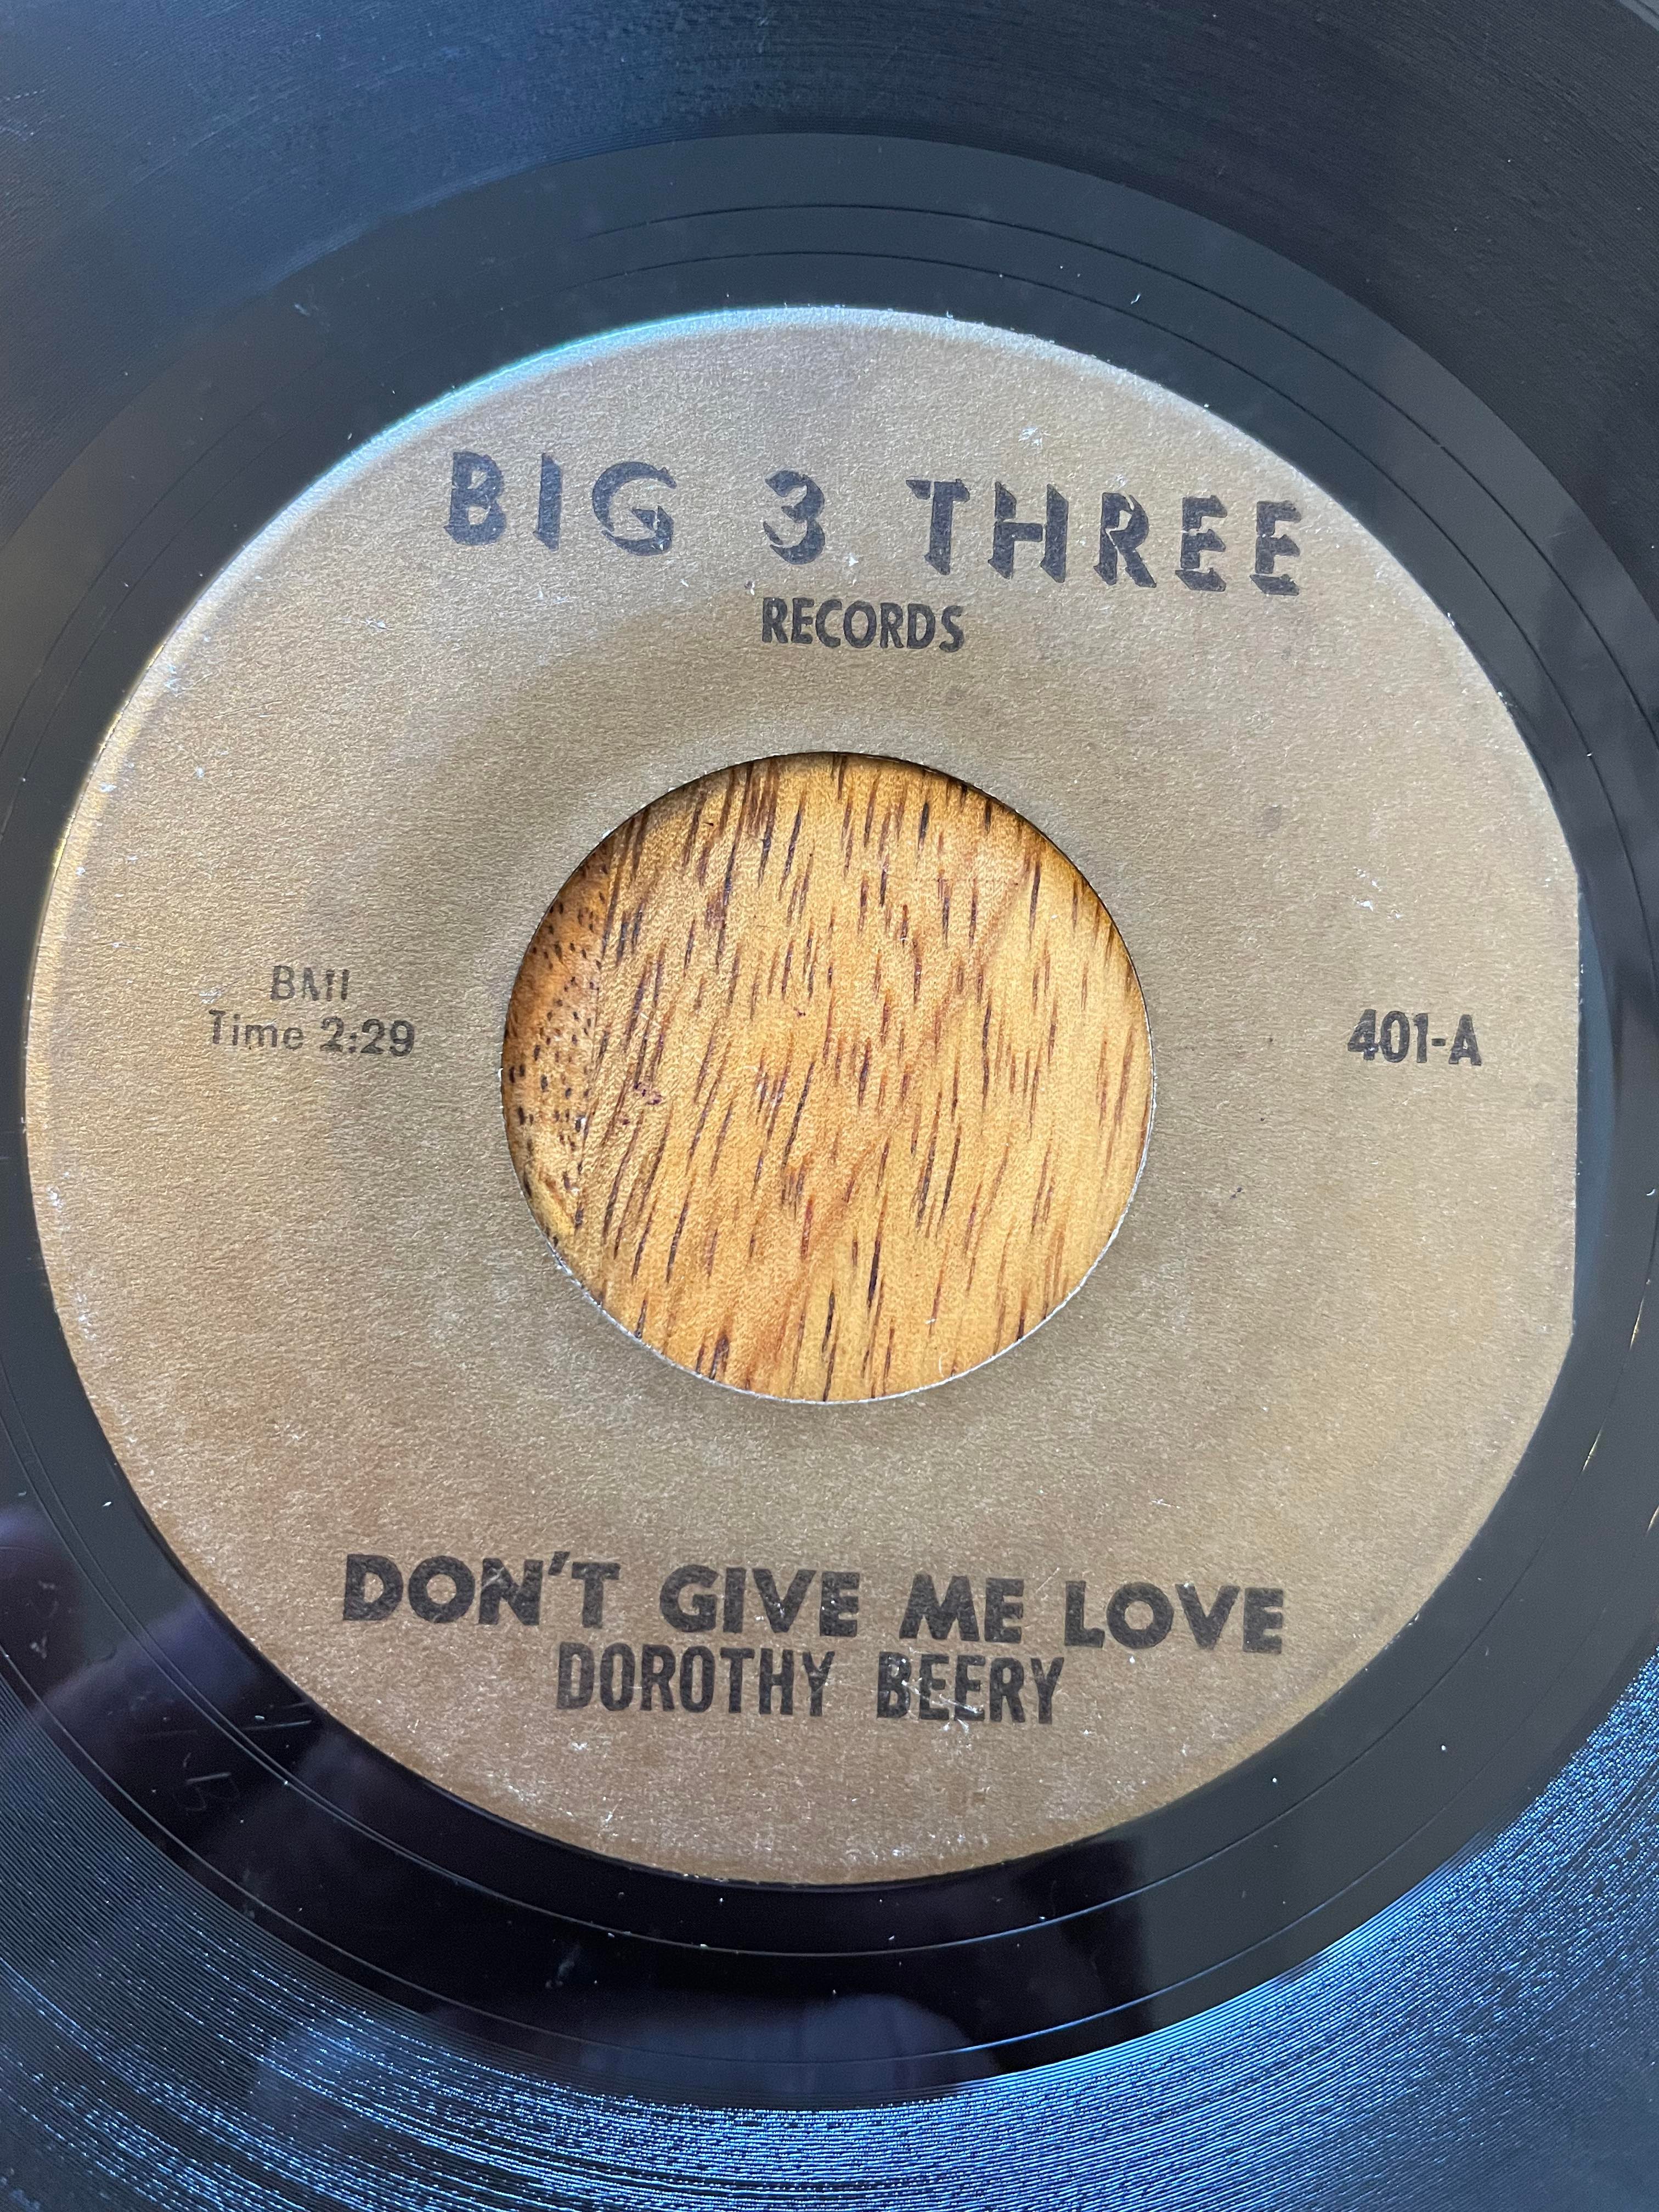 BIG 3 THREE
RECORDS
BMI
Time 2:29
401-A
DON'T GIVE ME LOVE
DOROTHY BEERY